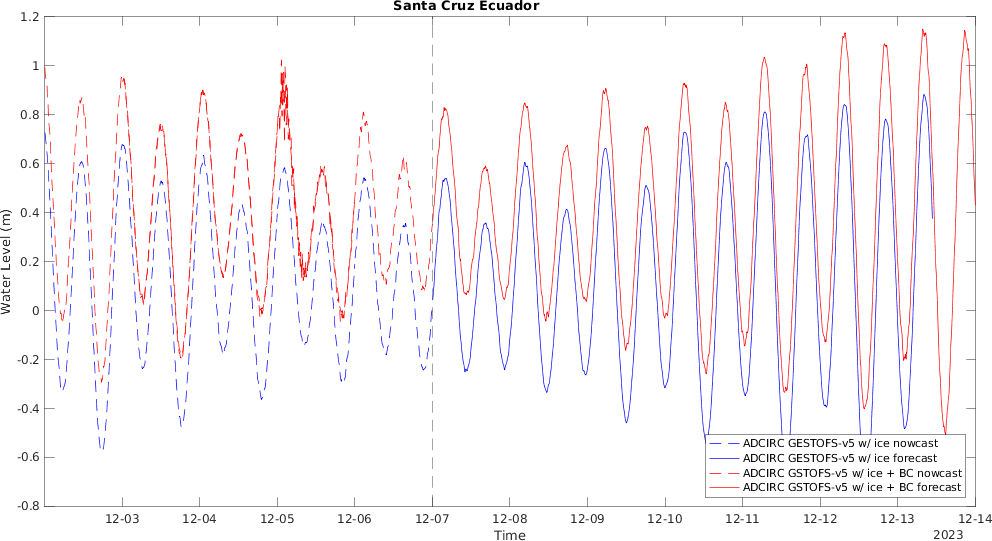 Santa Cruz Ecuador
1.2
1
0.8
0.6
0.4
0.2
0
-0.2
-0.4
-0.6
-0.8
Water Level (m)
ADCIRC GESTOFS-v5 w/ ice nowcast
ADCIRC GESTOFS-v5 w/ ice forecast
ADCIRC GSTOFS-v5 w/ ice + BC nowcast
ADCIRC GSTOFS-v5 w/ ice + BC forecast
12-03 12-04 12-05 12-06 12-07 12-08 12-09 12-10 12-11 12-12 12-13 12-14
Time
2023